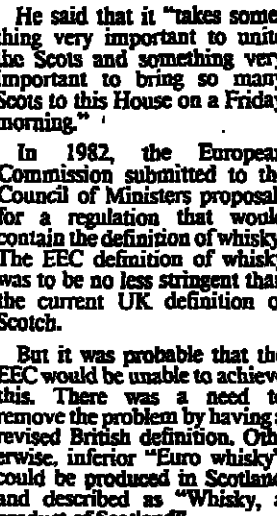 He said that it "takes some-
thing very important to unit
the Scots and something very
important to bring so many
Scots to this House on a Friday
morning."
In 1982, the European
Commission submitted to th
Council of Ministers proposal
for a regulation that would
contain the definition of whisky
The EEC definition of whisky
was to be no less stringent than
the current UK definition o
Scotch.
But it was probable that the
EEC would be unable to achieve
this. There was a need to
remove the problem by having a
revised British definition. Oth-
erwise, inferior "Euro whisky"
could be produced in Scotland
and described as "Whisky, a